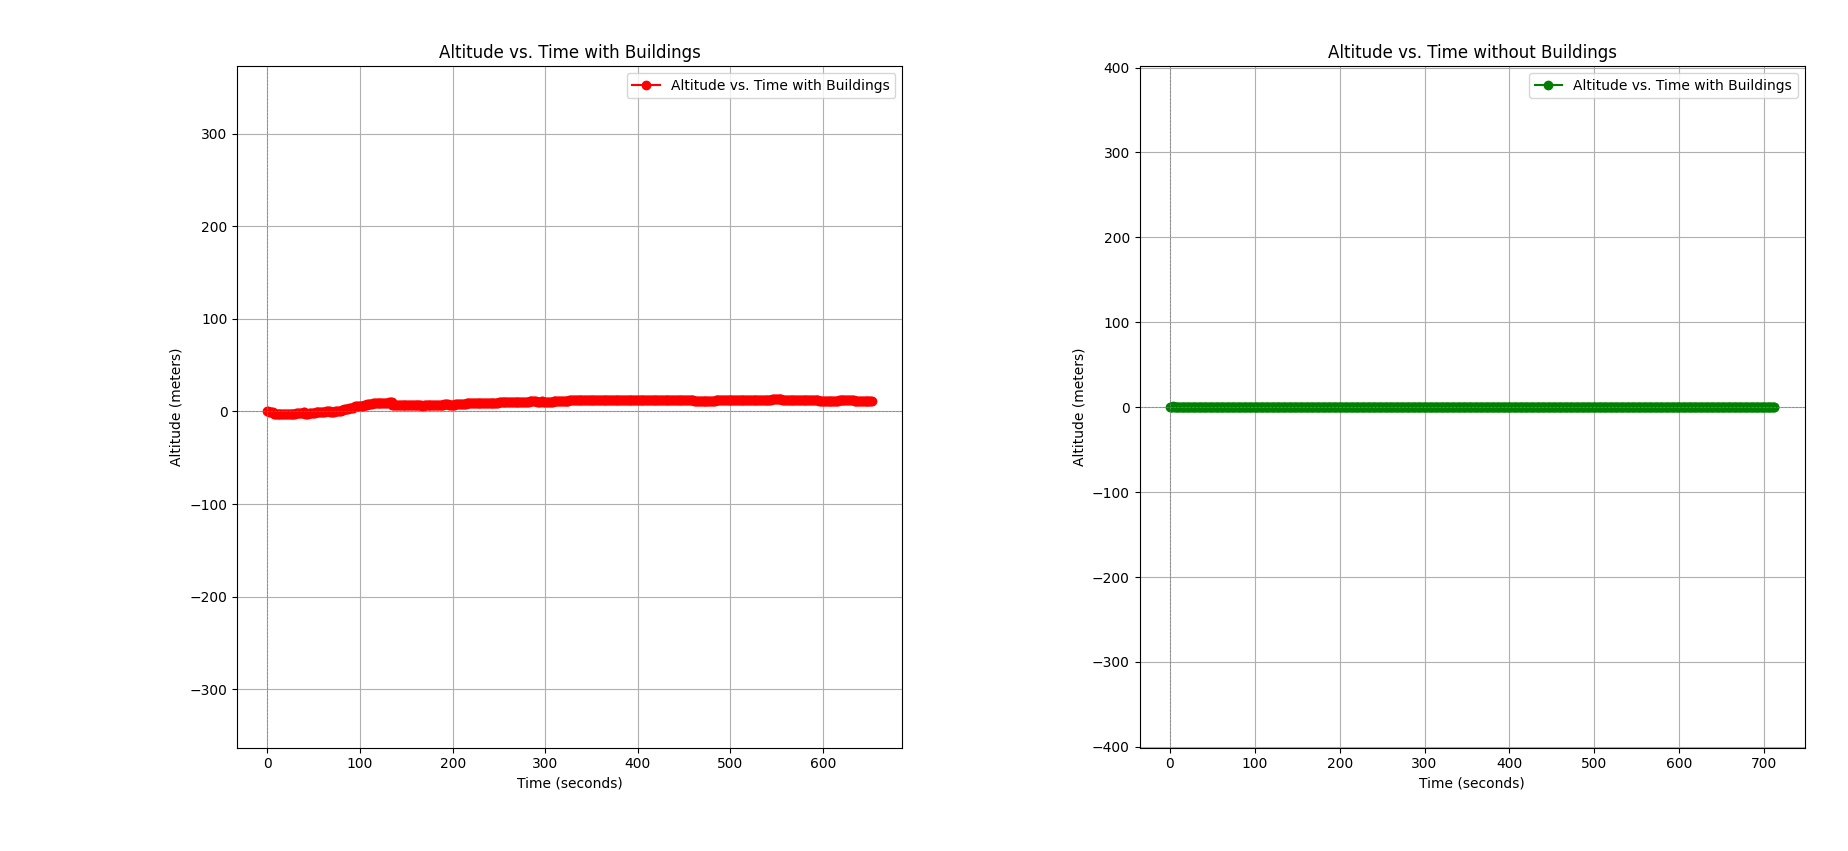 Altitude vs. Time with Buildings
Altitude vs. Time with Buildings
300
200
100
0
−100
−200
−300
Altitude (meters)
0 100 200 300 400 500 600
Time (seconds)
Altitude vs. Time without Buildings
Altitude vs. Time with Buildings
400
300
200
100
0
−100
−200
−300
−400
Altitude (meters)
0 100 200 300 400 500 600 700
Time (seconds)